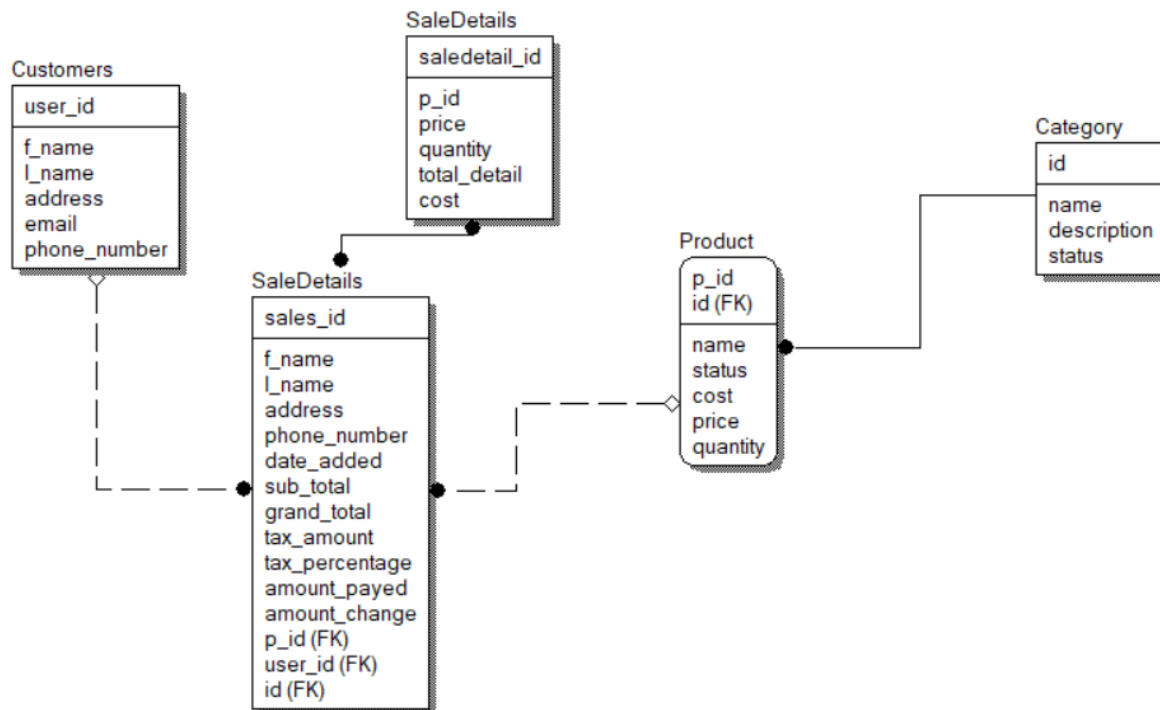 SaleDetails
saledetail_id
p_id
price
quantity
total_detail
cost
Customers
user_id
f_name
l_name
address
email
phone_number
Category
id
name
description
status
Product
p_id
id (FK)
name
status
cost
price
quantity
SaleDetails
sales_id
f_name
l_name
address
phone_number
date_added
sub_total
grand_total
tax_amount
tax_percentage
amount_payed
amount_change
p_id (FK)
user_id (FK)
id (FK)